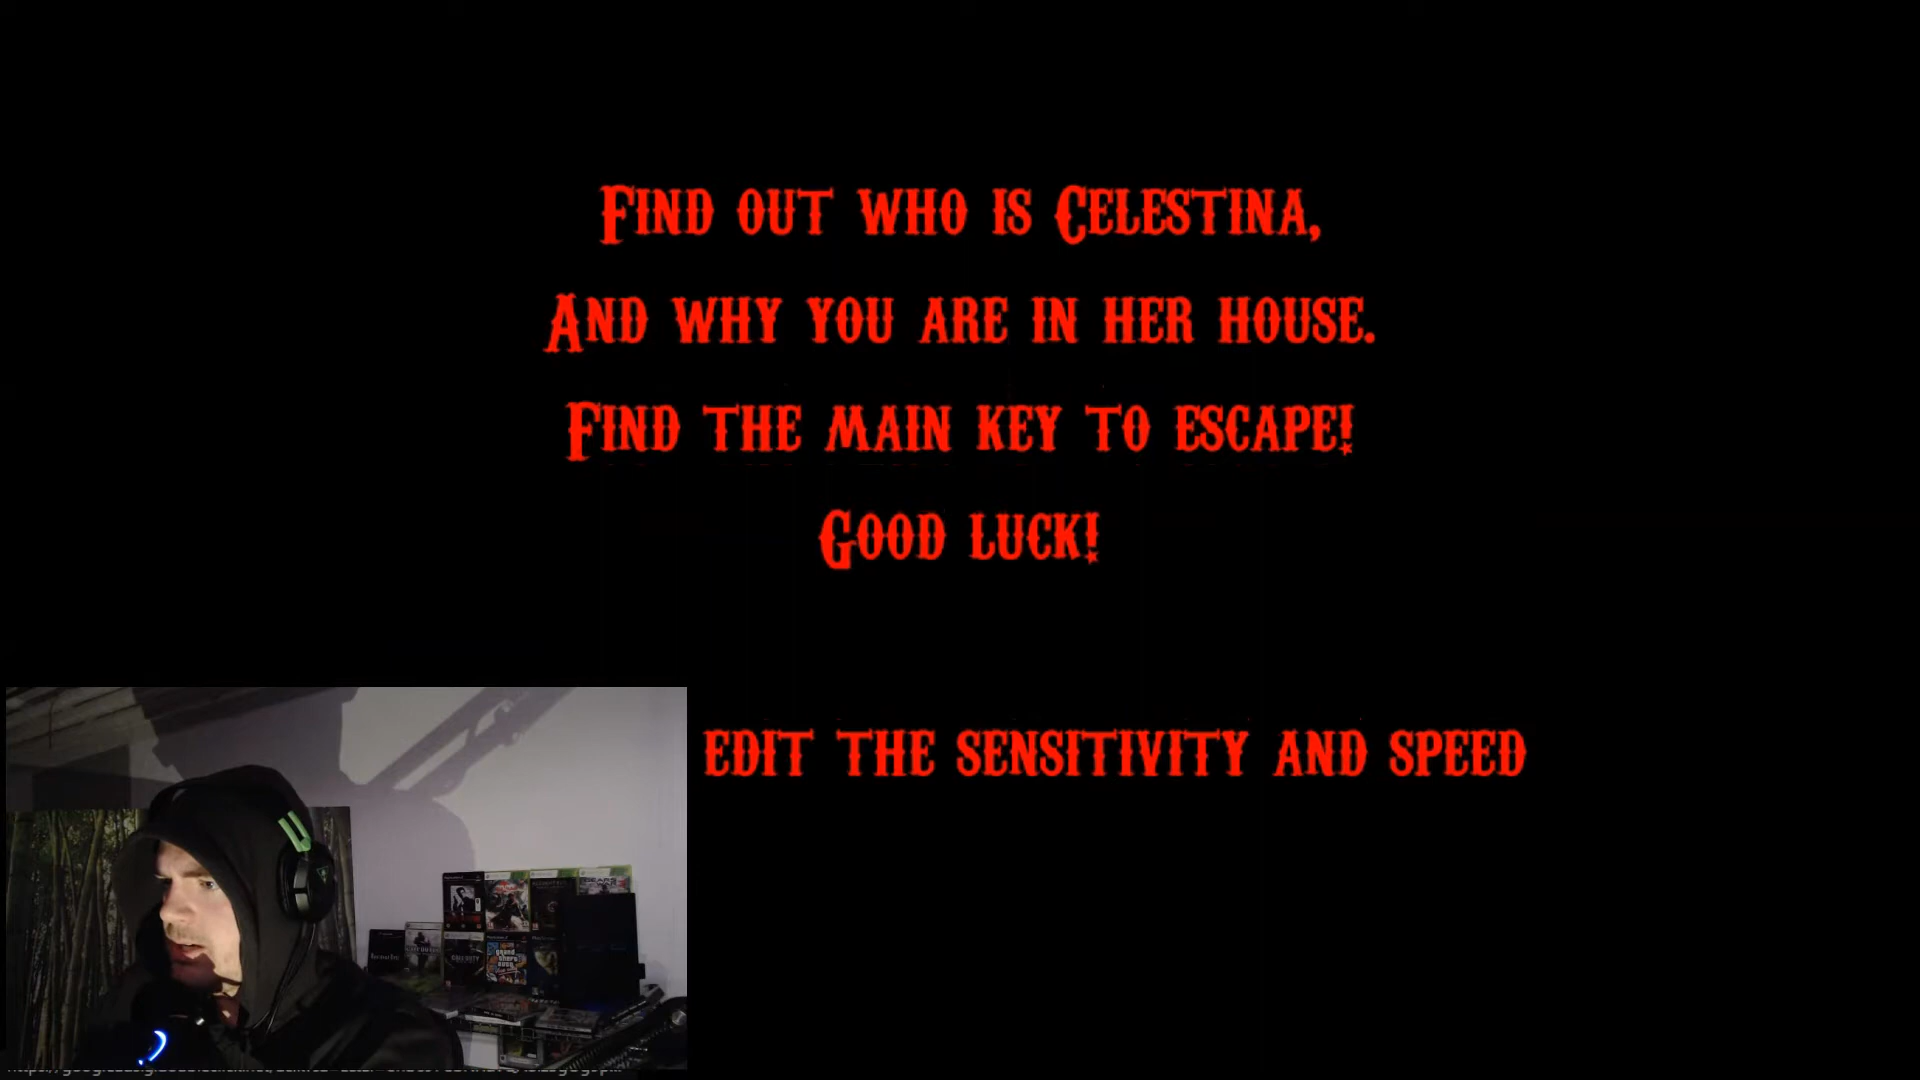 Find out who is Celestina,
And why you are in her house.
Find the main key to escape!
Good luck!
edit the sensitivity and speed